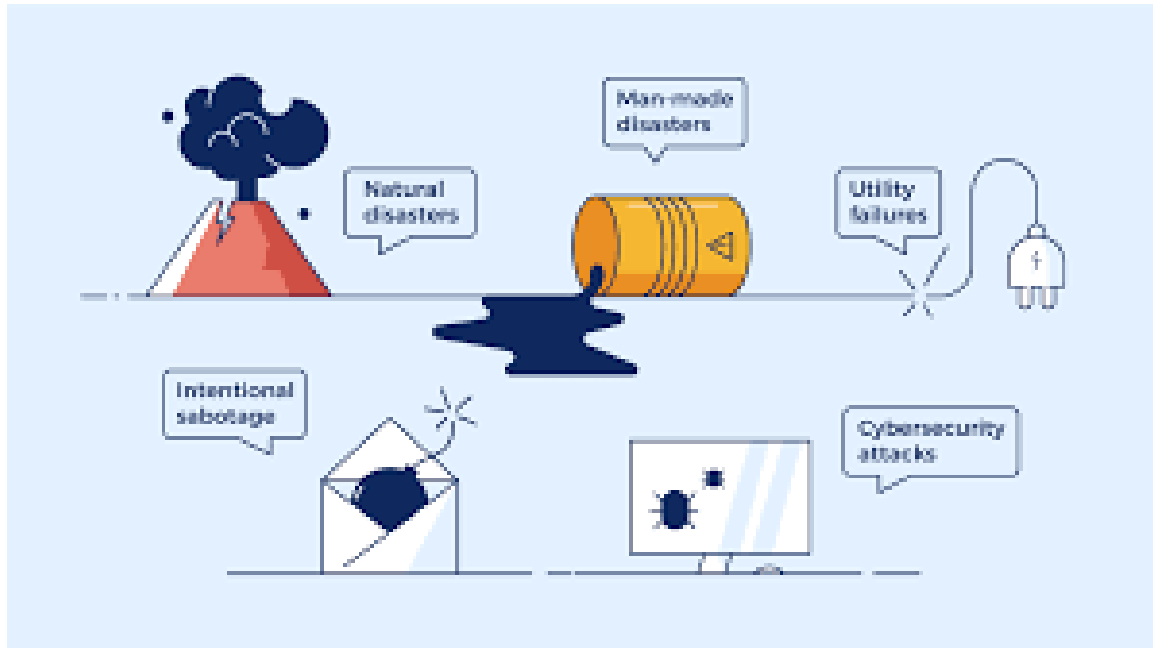 Man-made
disasters
Natural
disasters
Utility
failures
Intentional
sabotage
Cybersecurity
attacks